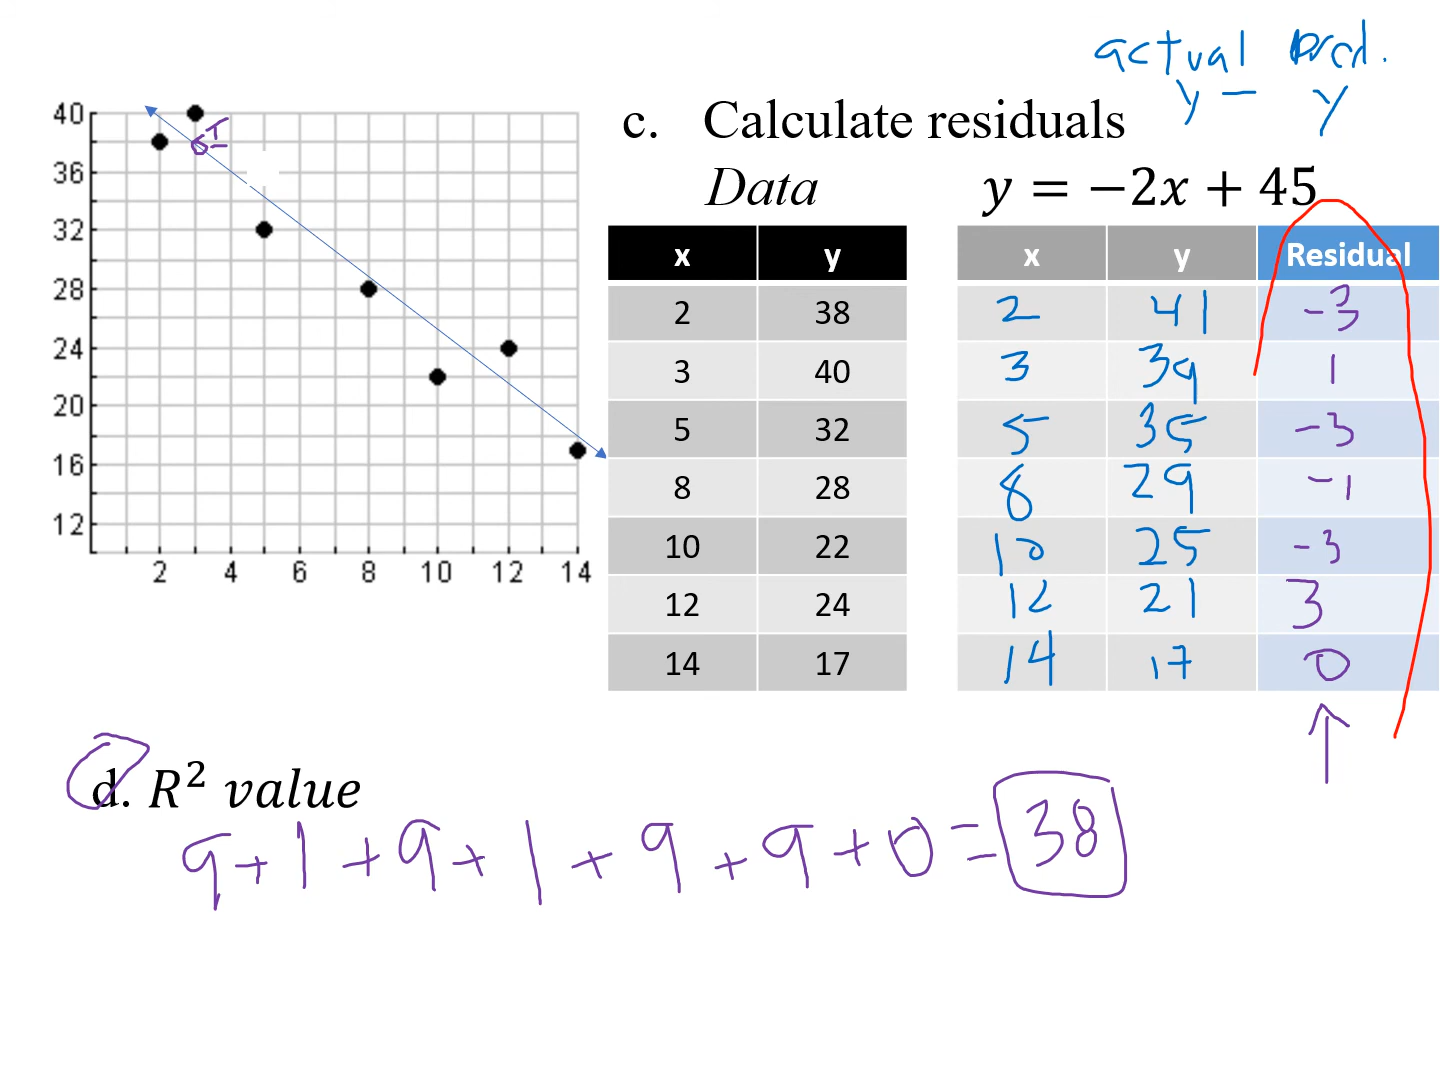 actual pred.
y - y
c. Calculate residuals
Data y = −2x + 45
40
36
32
28
24
20
16
12
2 4 6 8 10 12 14
x y
2 38
3 40
5 32
8 28
10 22
12 24
14 17
x y Residual
2 41 -3
3 39 1
5 35 -3
8 29 -1
10 25 -3
12 21 3
14 17 0
d. R² value
9+1+9+1+9+9+0=38